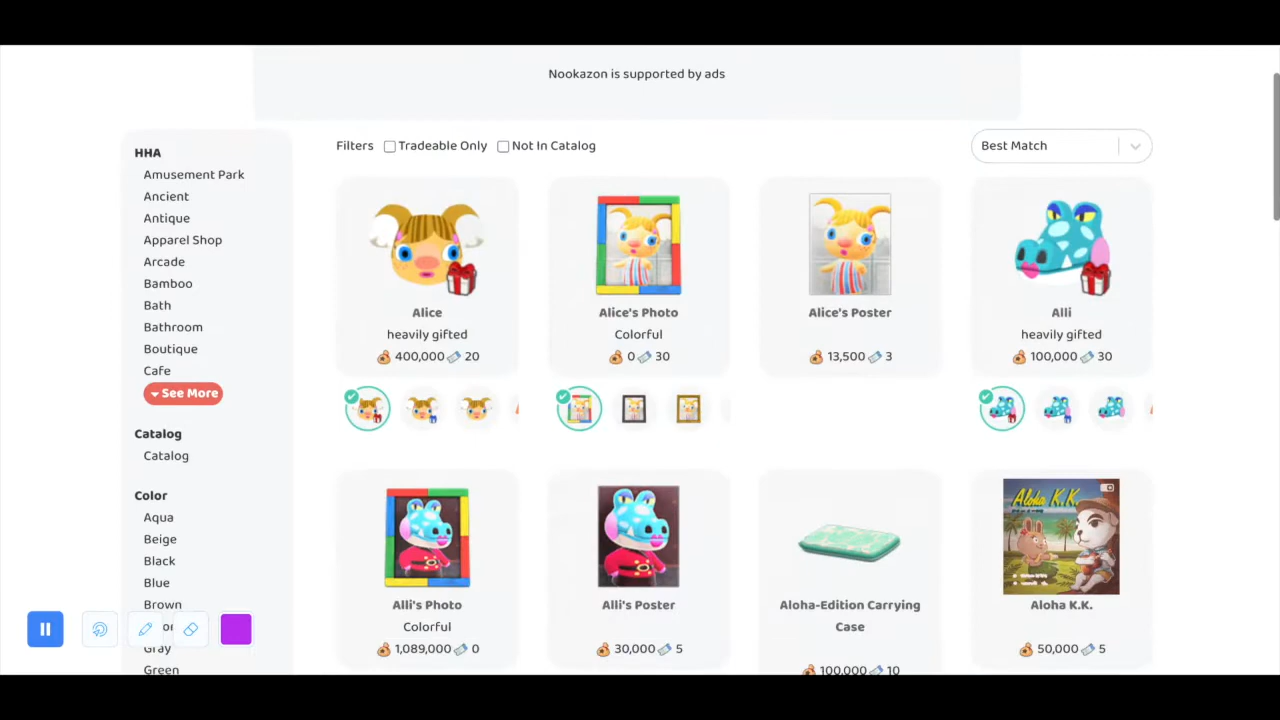 Nookazon is supported by ads
Filters Tradeable Only Not In Catalog
Best Match
HHA
Amusement Park
Ancient
Antique
Apparel Shop
Arcade
Bamboo
Bath
Bathroom
Boutique
Cafe
See More
Catalog
Catalog
Color
Aqua
Beige
Black
Blue
Brown
Gray
Green
Alice
heavily gifted
400,000 20
Alice's Photo
Colorful
0 30
Alice's Poster
13,500 3
Alli
heavily gifted
100,000 30
Alli's Photo
Colorful
1,089,000 0
Alli's Poster
30,000 5
Aloha-Edition Carrying
Case
100,000 10
Aloha K.K.
Aloha K.K.
50,000 5